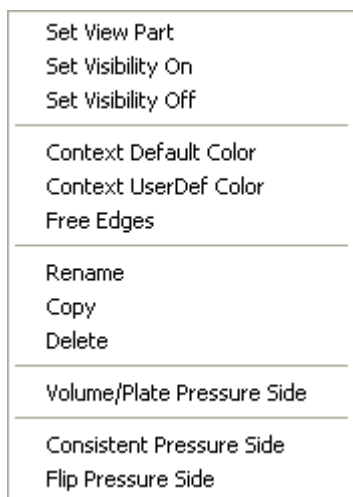 Set View Part
Set Visibility On
Set Visibility Off
Context Default Color
Context UserDef Color
Free Edges
Rename
Copy
Delete
Volume/Plate Pressure Side
Consistent Pressure Side
Flip Pressure Side